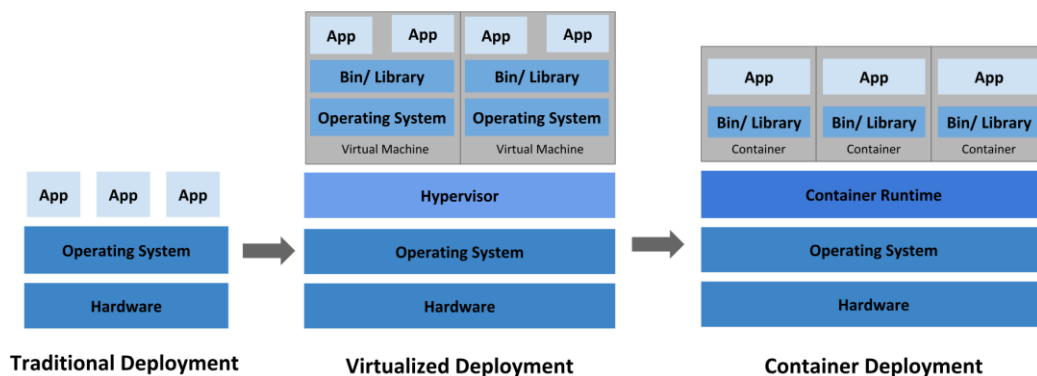 App App App
Operating System
Hardware
Traditional Deployment
App App App App
Bin/ Library Bin/ Library
Operating System Operating System
Virtual Machine Virtual Machine
Hypervisor
Operating System
Hardware
Virtualized Deployment
App App App
Bin/ Library Bin/ Library Bin/ Library
Container Container Container
Container Runtime
Operating System
Hardware
Container Deployment